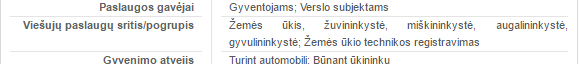 Paslaugos gavėjai Gyventojams; Verslo subjektams
Viešųjų paslaugų sritis/pogrupis Žemės ūkis, žuvininkystė, miškininkystė, augalininkystė,
gyvulininkystė; Žemės ūkio technikos registravimas
Gyvenimo atvejis Turint automobilį; Būnant ūkininku